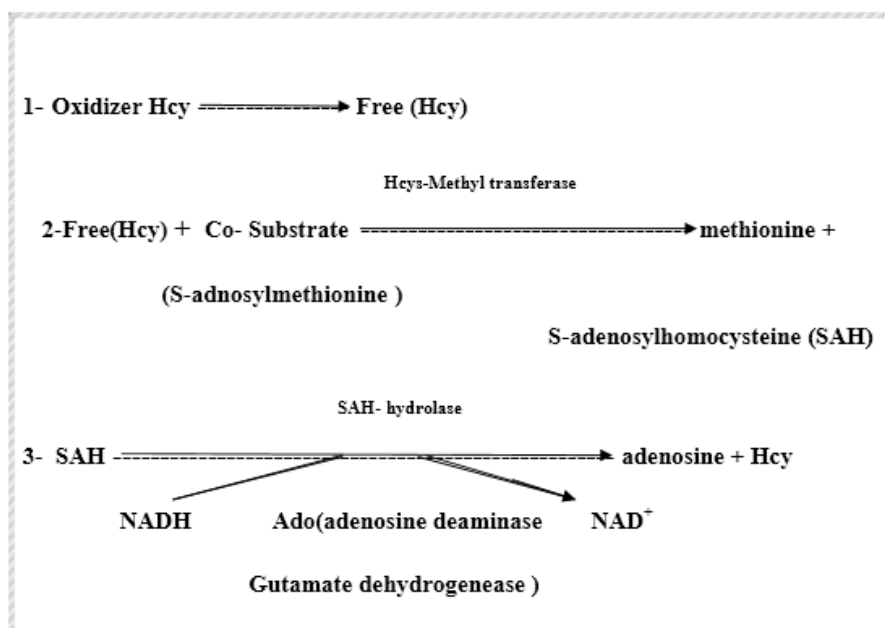 1- Oxidizer Hcy Free (Hcy)
Hcys-Methyl transferase
2-Free(Hcy) + Co- Substrate methionine +
(S-adnosylmethionine )
S-adenosylhomocysteine (SAH)
SAH- hydrolase
3- SAH adenosine + Hcy
NADH Ado(adenosine deaminase NAD⁺
Gutamate dehydrogenease )